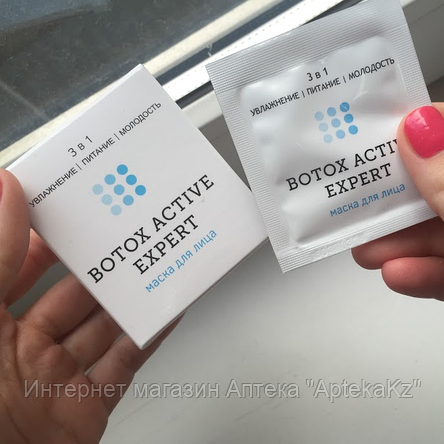 3 в 1
УВЛАЖНЕНИЕ | ПИТАНИЕ | МОЛОДОСТЬ
BOTOX ACTIVE
EXPERT
маска для лица
3 в 1
УВЛАЖНЕНИЕ | ПИТАНИЕ | МОЛОДОСТЬ
BOTOX ACTIVE
EXPERT
маска для лица
Интернет магазин Аптека "AptekaKz"